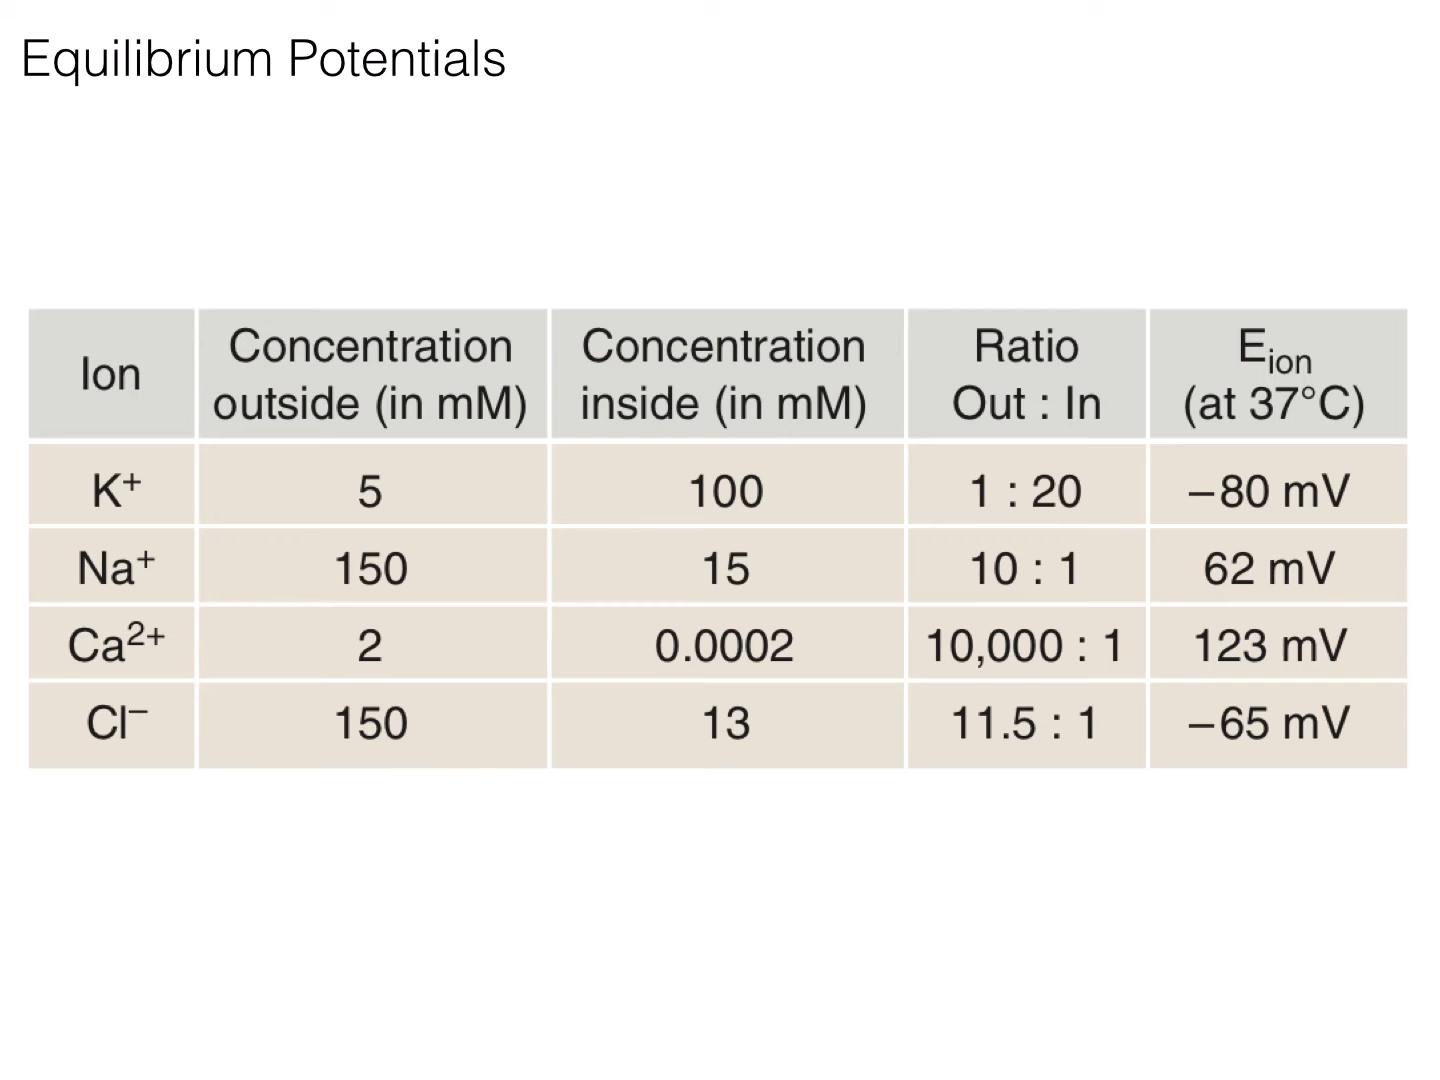 Equilibrium Potentials
Ion
Concentration
outside (in mM)
Concentration
inside (in mM)
Ratio
Out : In
E_ion
(at 37°C)
K⁺ 5 100 1 : 20 −80 mV
Na⁺ 150 15 10 : 1 62 mV
Ca²⁺ 2 0.0002 10,000 : 1 123 mV
Cl⁻ 150 13 11.5 : 1 −65 mV